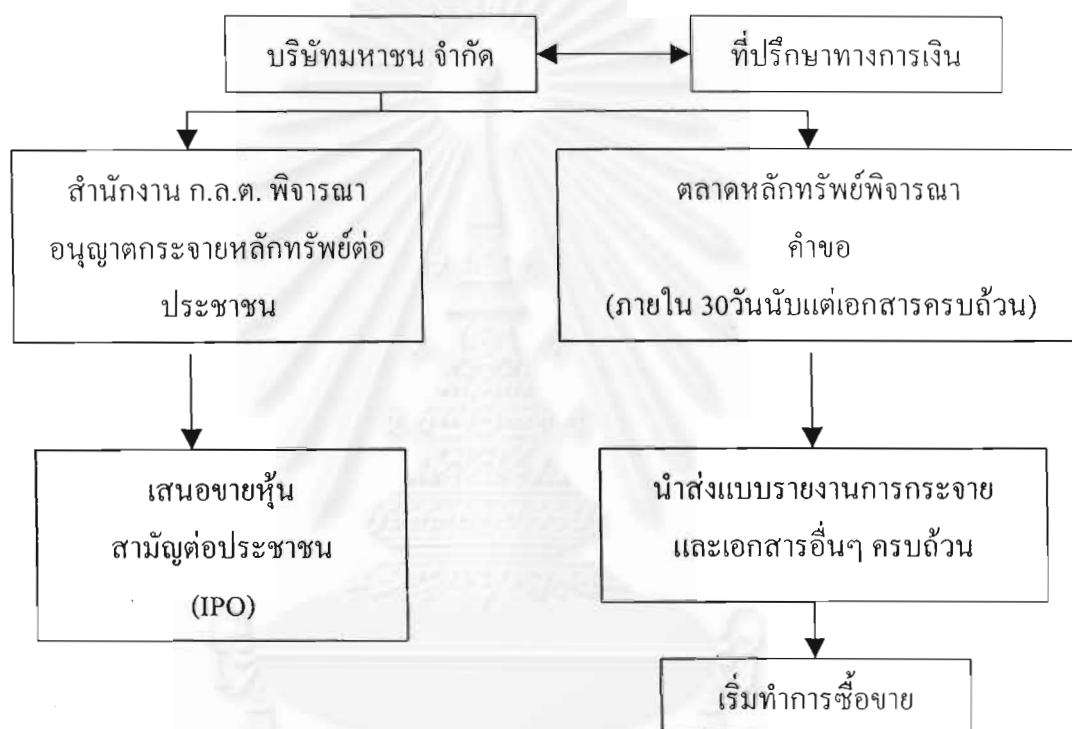 บริษัทมหาชน จำกัด
ที่ปรึกษาทางการเงิน
สำนักงาน ก.ล.ต. พิจารณา
อนุญาตกระจายหลักทรัพย์ต่อ
ประชาชน
ตลาดหลักทรัพย์พิจารณา
คำขอ
(ภายใน 30วันนับแต่เอกสารครบถ้วน)
เสนอขายหุ้น
สามัญต่อประชาชน
(IPO)
นำส่งแบบรายงานการกระจาย
และเอกสารอื่นๆ ครบถ้วน
เริ่มทำการซื้อขาย